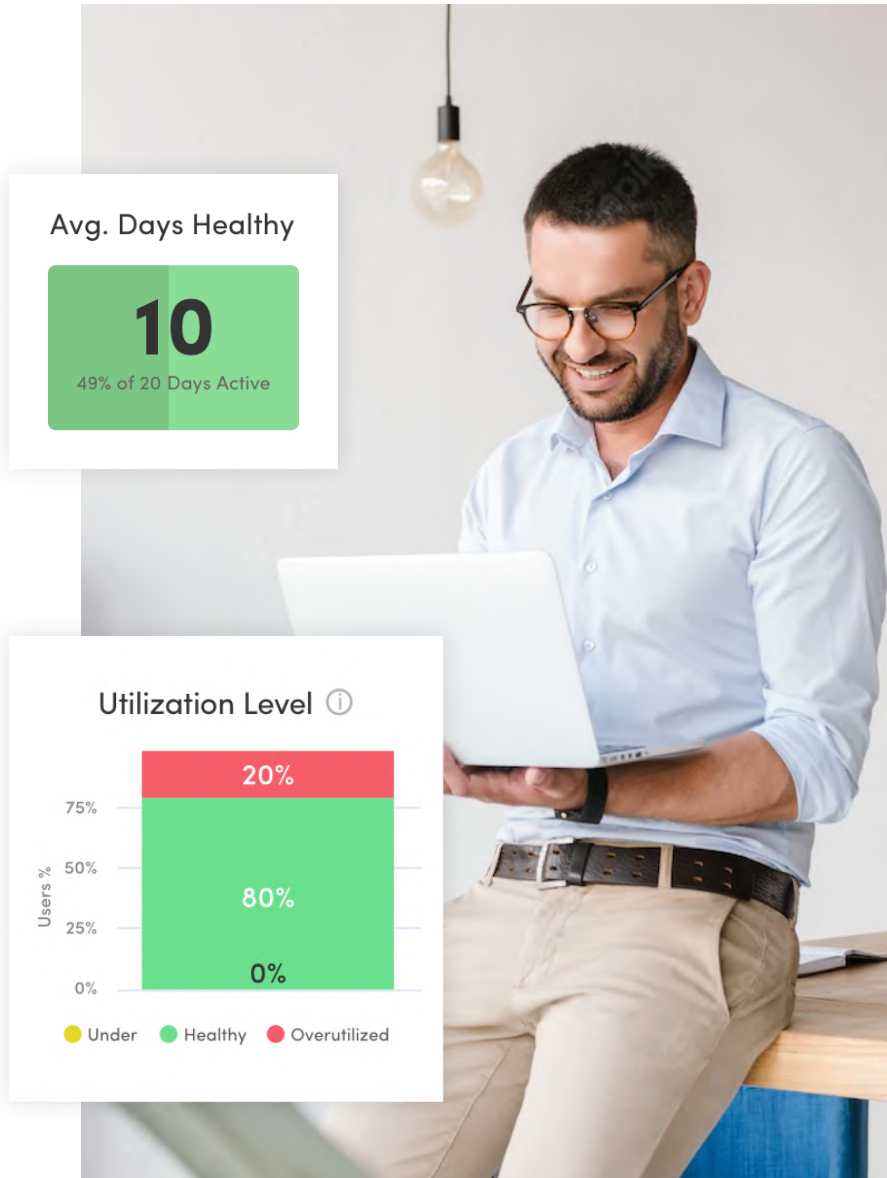 Avg. Days Healthy
10
49% of 20 Days Active
Utilization Level
20%
75%
50%
80%
25%
0%
0%
Users %
Under Healthy Overutilized